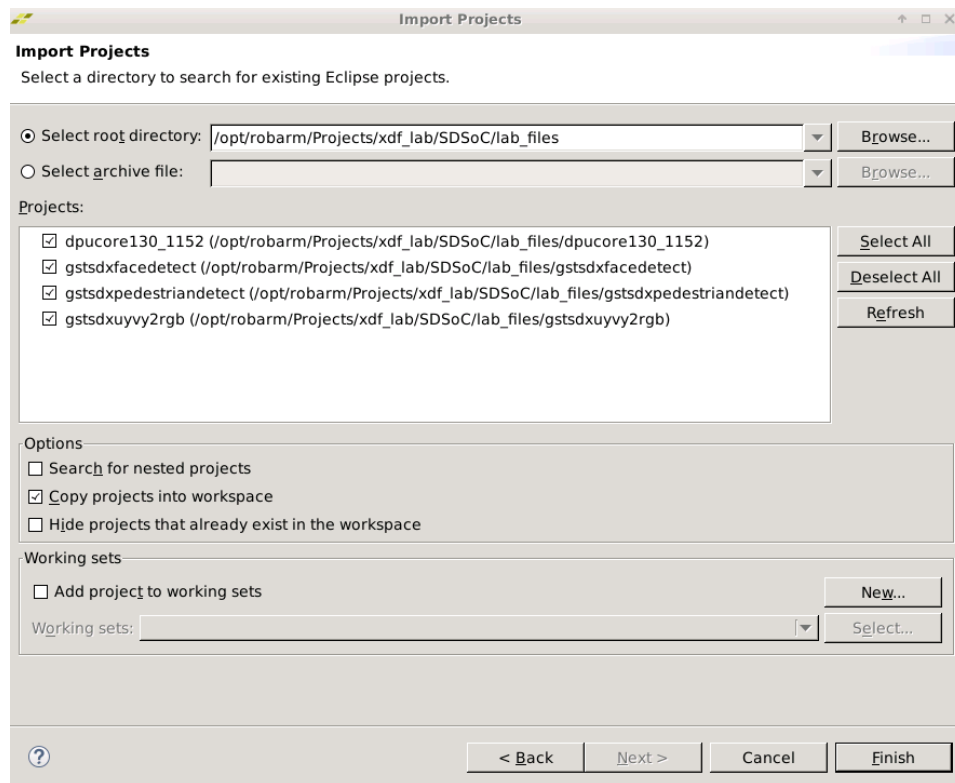 Import Projects
Import Projects
Select a directory to search for existing Eclipse projects.
Select root directory: /opt/robarm/Projects/xdf_lab/SDSoC/lab_files Browse...
Select archive file: Browse...
Projects:
dpucore130_1152 (/opt/robarm/Projects/xdf_lab/SDSoC/lab_files/dpucore130_1152) Select All
gstsdxfacedetect (/opt/robarm/Projects/xdf_lab/SDSoC/lab_files/gstsdxfacedetect) Deselect All
gstsdxpedestriandetect (/opt/robarm/Projects/xdf_lab/SDSoC/lab_files/gstsdxpedestriandetect)
gstsdxuyvy2rgb (/opt/robarm/Projects/xdf_lab/SDSoC/lab_files/gstsdxuyvy2rgb) Refresh
Options
Search for nested projects
Copy projects into workspace
Hide projects that already exist in the workspace
Working sets
Add project to working sets New...
Working sets: Select...
? < Back Next > Cancel Finish